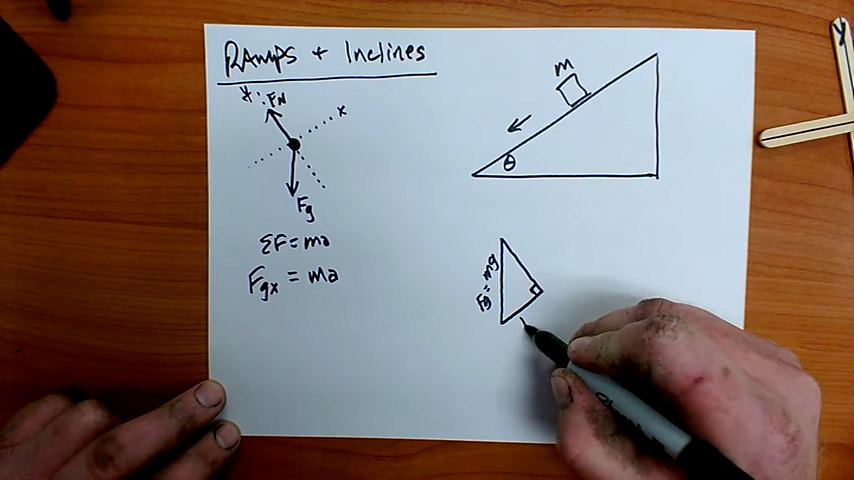 RAMPS + Inclines
y
FN
x
Fg
ΣF = ma
Fgx = ma
m
θ
Fg = mg
y